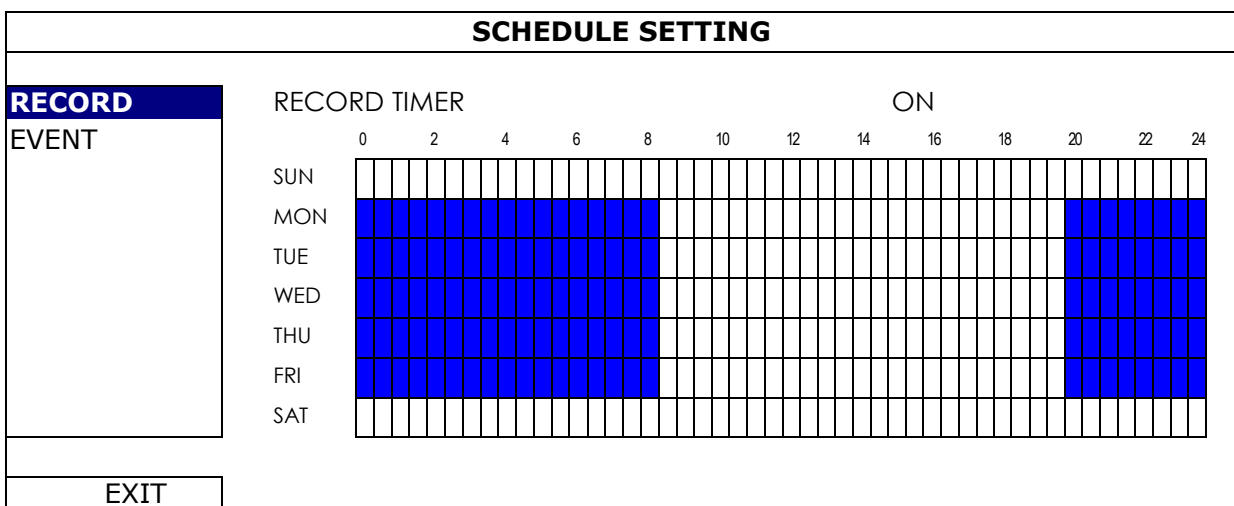 SCHEDULE SETTING
RECORD
EVENT
RECORD TIMER ON
0 2 4 6 8 10 12 14 16 18 20 22 24
SUN
MON
TUE
WED
THU
FRI
SAT
EXIT